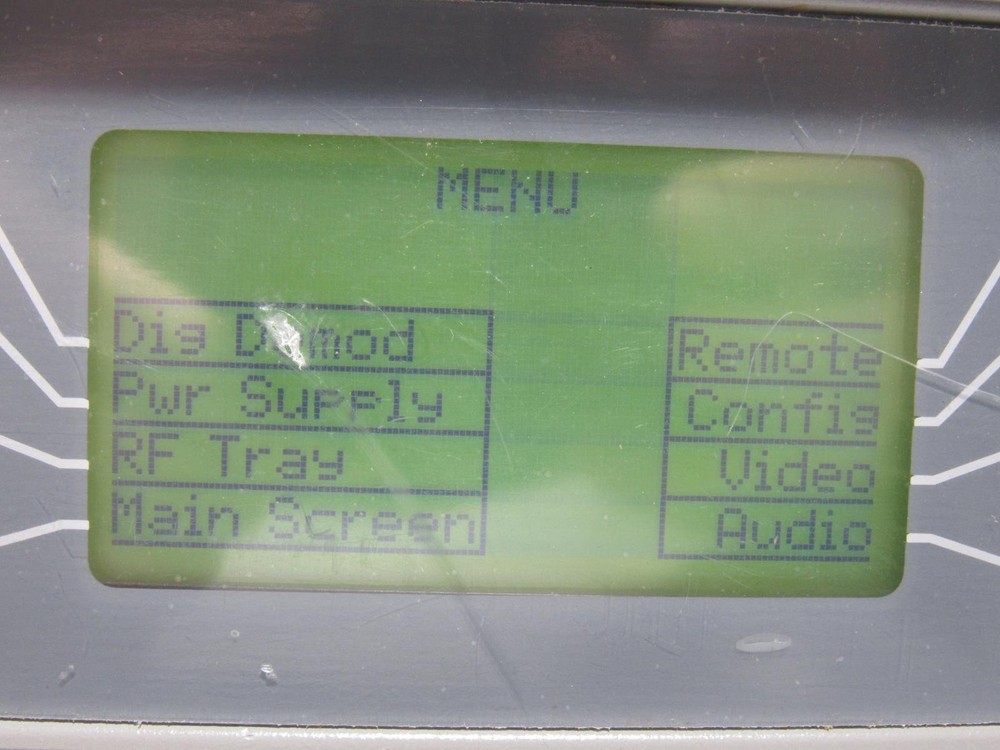 MENU
Dig Demod
Pwr Supply
RF Tray
Main Screen
Remote
Config
Video
Audio